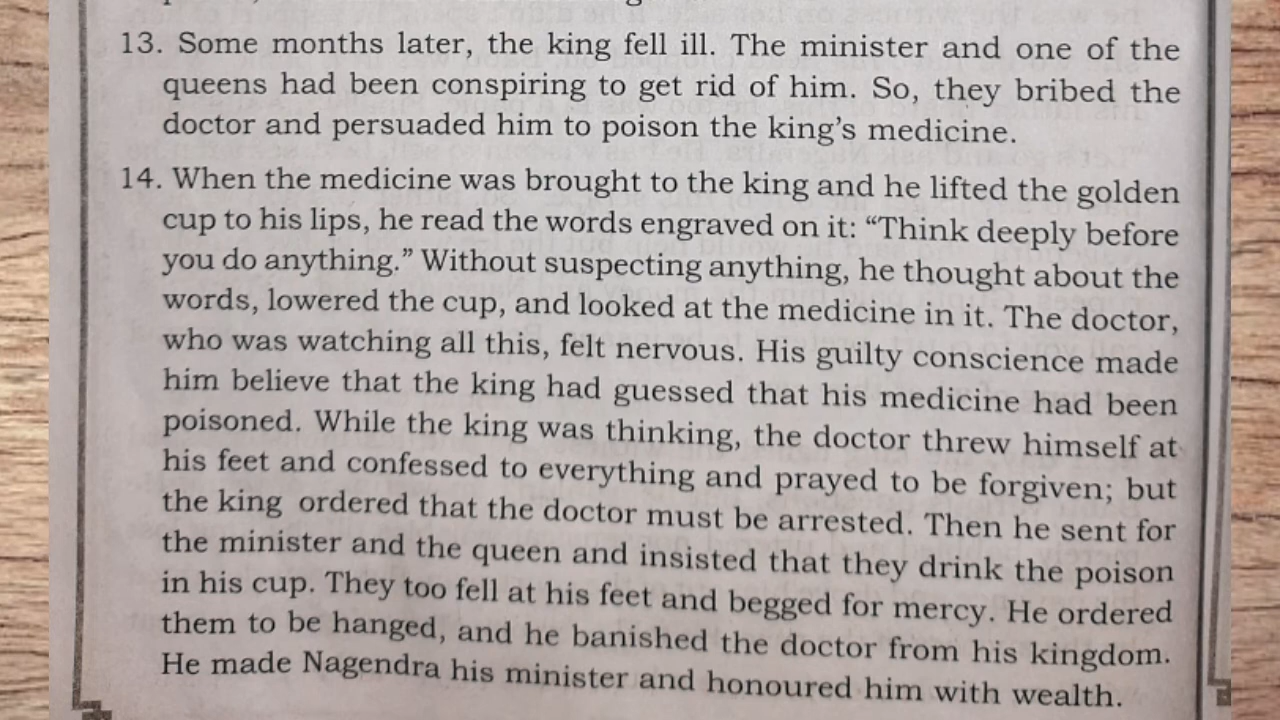 13. Some months later, the king fell ill. The minister and one of the
queens had been conspiring to get rid of him. So, they bribed the
doctor and persuaded him to poison the king's medicine.
14. When the medicine was brought to the king and he lifted the golden
cup to his lips, he read the words engraved on it: “Think deeply before
you do anything.” Without suspecting anything, he thought about the
words, lowered the cup, and looked at the medicine in it. The doctor,
who was watching all this, felt nervous. His guilty conscience made
him believe that the king had guessed that his medicine had been
poisoned. While the king was thinking, the doctor threw himself at
his feet and confessed to everything and prayed to be forgiven; but
the king ordered that the doctor must be arrested. Then he sent for
the minister and the queen and insisted that they drink the poison
in his cup. They too fell at his feet and begged for mercy. He ordered
them to be hanged, and he banished the doctor from his kingdom.
He made Nagendra his minister and honoured him with wealth.